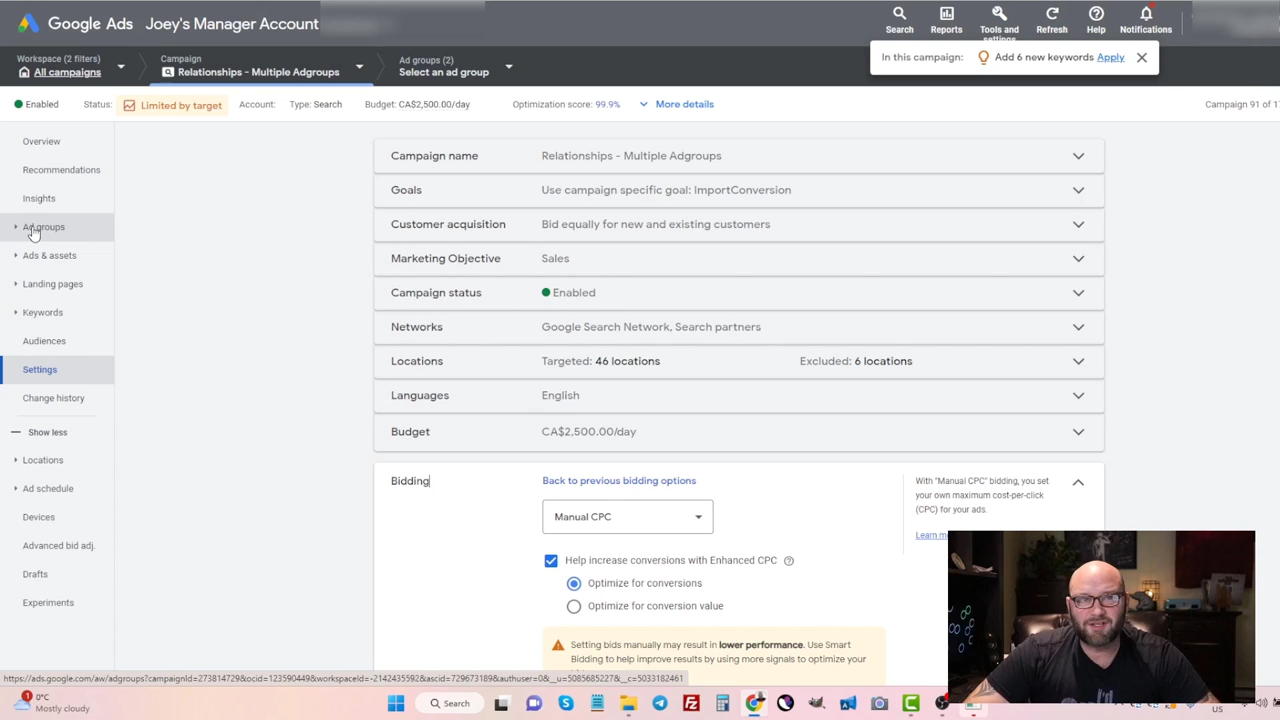 Google Ads Joey's Manager Account
Search Reports Tools and settings Refresh Help Notifications
Workspace (2 filters)
All campaigns
Campaign
Relationships - Multiple Adgroups
Ad groups (2)
Select an ad group
In this campaign: Add 6 new keywords Apply
Enabled Status: Limited by target Account: Type: Search Budget: CA$2,500.00/day Optimization score: 99.9% More details Campaign 91 of
Overview
Recommendations
Insights
Ad groups
Ads & assets
Landing pages
Keywords
Audiences
Settings
Change history
Show less
Locations
Ad schedule
Devices
Advanced bid adj.
Drafts
Experiments
Campaign name Relationships - Multiple Adgroups
Goals Use campaign specific goal: ImportConversion
Customer acquisition Bid equally for new and existing customers
Marketing Objective Sales
Campaign status Enabled
Networks Google Search Network, Search partners
Locations Targeted: 46 locations Excluded: 6 locations
Languages English
Budget CA$2,500.00/day
Bidding Back to previous bidding options
Manual CPC
Help increase conversions with Enhanced CPC
Optimize for conversions
Optimize for conversion value
Setting bids manually may result in lower performance. Use Smart
Bidding to help improve results by using more signals to optimize your
With "Manual CPC" bidding, you set
your own maximum cost-per-click
(CPC) for your ads.
https://ads.google.com/aw/adgroups?campaignId=273814729&ocid=123590449&workspaceId=-2142435592&ascid=729673189&authuser=0&__u=5085685227&__c=5033182461
0°C
Mostly cloudy
Search
US